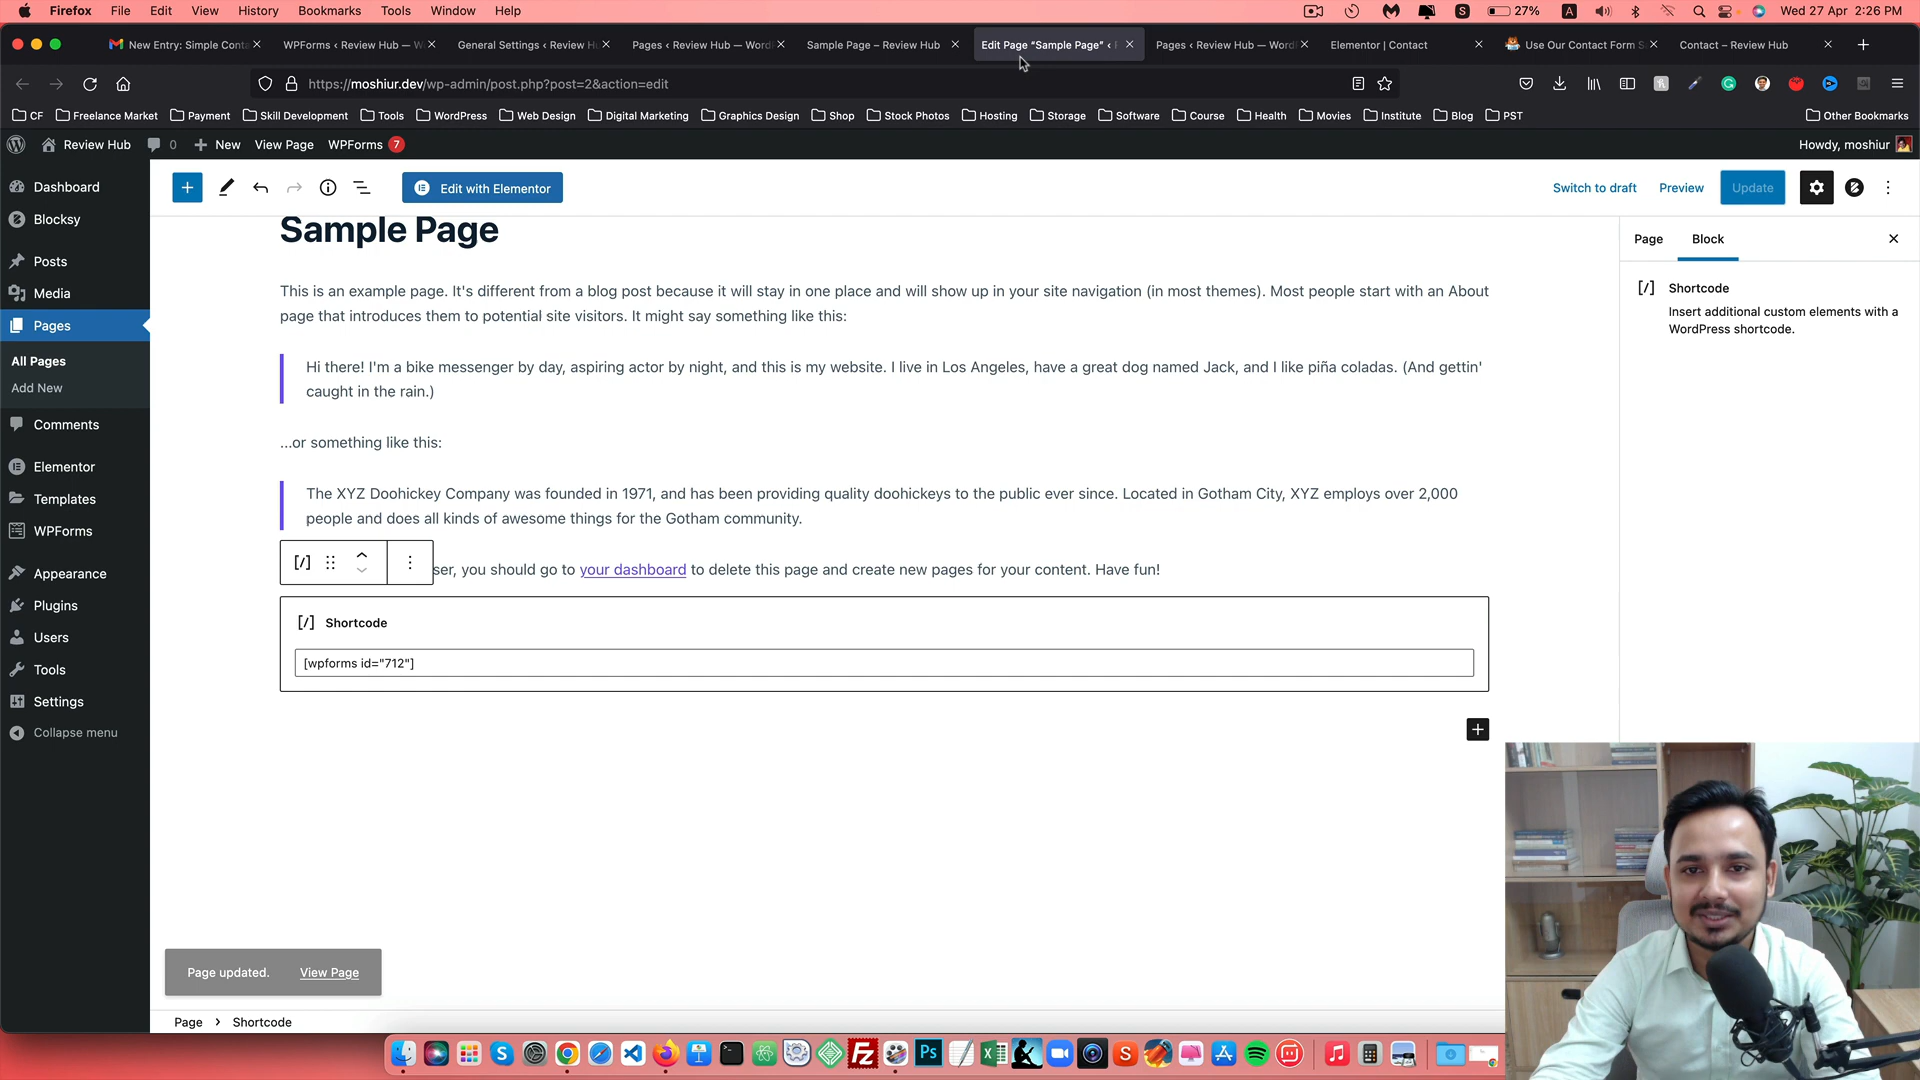 Firefox File Edit View History Bookmarks Tools Window Help 27% A Wed 27 Apr 2:26 PM
New Entry: Simple Conta WPForms ‹ Review Hub — W General Settings ‹ Review Hu Pages ‹ Review Hub — Word Sample Page – Review Hub Edit Page “Sample Page” ‹ Pages ‹ Review Hub — Word Elementor | Contact Use Our Contact Form S Contact – Review Hub
https://moshiur.dev/wp-admin/post.php?post=2&action=edit
CF Freelance Market Payment Skill Development Tools WordPress Web Design Digital Marketing Graphics Design Shop Stock Photos Hosting Storage Software Course Health Movies Institute Blog PST Other Bookmarks
Review Hub 0 New View Page WPForms 7 Howdy, moshiur
Dashboard
Blocksy
Posts
Media
Pages
All Pages
Add New
Comments
Elementor
Templates
WPForms
Appearance
Plugins
Users
Tools
Settings
Collapse menu
Edit with Elementor Switch to draft Preview Update
Sample Page
This is an example page. It's different from a blog post because it will stay in one place and will show up in your site navigation (in most themes). Most people start with an About
page that introduces them to potential site visitors. It might say something like this:
Hi there! I'm a bike messenger by day, aspiring actor by night, and this is my website. I live in Los Angeles, have a great dog named Jack, and I like piña coladas. (And gettin'
caught in the rain.)
...or something like this:
The XYZ Doohickey Company was founded in 1971, and has been providing quality doohickeys to the public ever since. Located in Gotham City, XYZ employs over 2,000
people and does all kinds of awesome things for the Gotham community.
[/] ser, you should go to your dashboard to delete this page and create new pages for your content. Have fun!
[/] Shortcode
[wpforms id="712"]
Page Block
[/] Shortcode
Insert additional custom elements with a
WordPress shortcode.
Page updated. View Page
Page › Shortcode